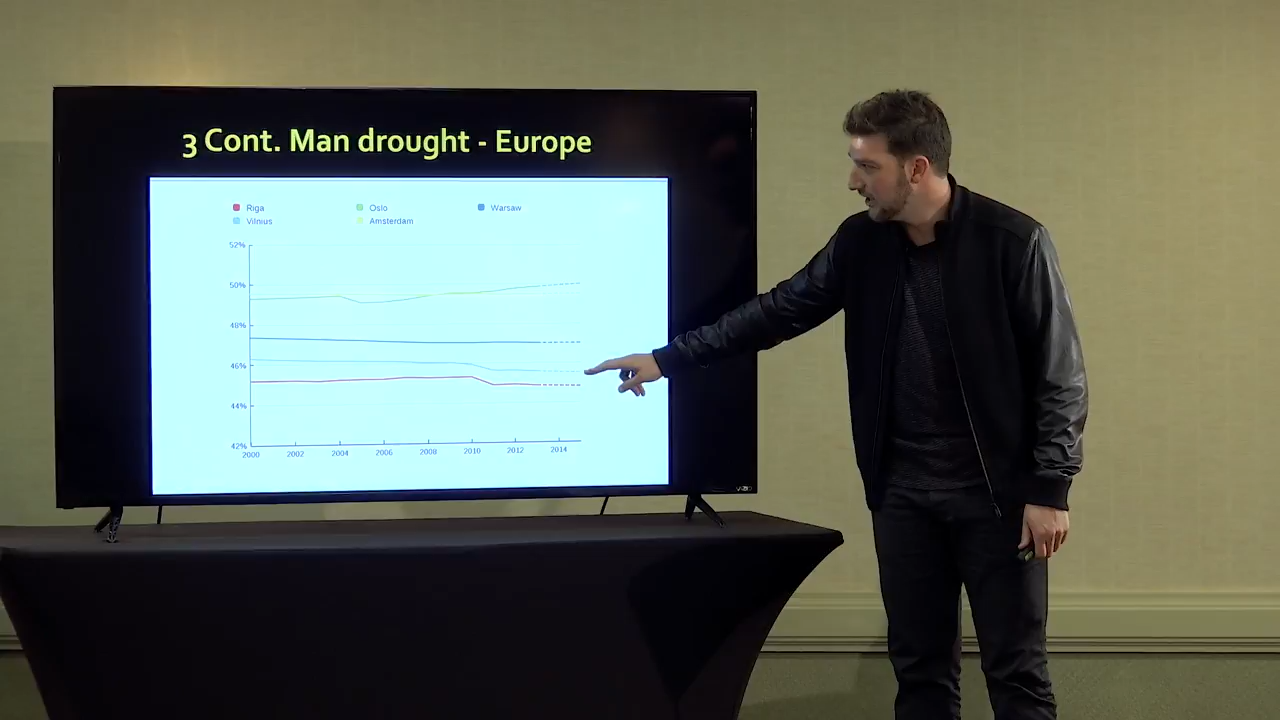 3 Cont. Man drought - Europe
Riga Oslo Warsaw
Vilnius Amsterdam
52%
50%
48%
46%
44%
42%
2000 2002 2004 2006 2008 2010 2012 2014
VIZIO